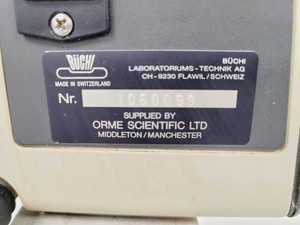 BÜCHI
MADE IN SWITZERLAND
BÜCHI
LABORATORIUMS - TECHNIK AG
CH - 9230 FLAWIL / SCHWEIZ
Nr.
SUPPLIED BY
ORME SCIENTIFIC LTD
MIDDLETON / MANCHESTER